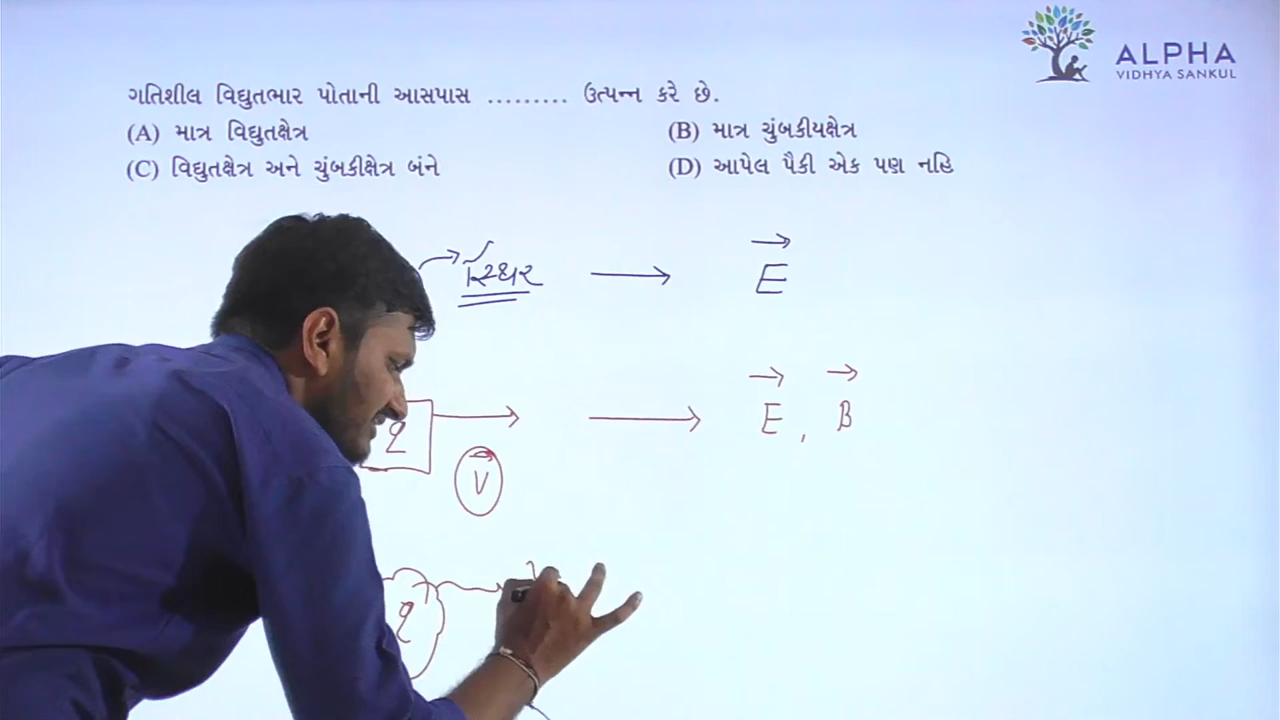 ALPHA
VIDHYA SANKUL
ગતિશીલ વિદ્યુતભાર પોતાની આસપાસ ......... ઉત્પન્ન કરે છે.
(A) માત્ર વિદ્યુતક્ષેત્ર (B) માત્ર ચુંબકીયક્ષેત્ર
(C) વિદ્યુતક્ષેત્ર અને ચુંબકીક્ષેત્ર બંને (D) આપેલ પૈકી એક પણ નહિ
સ્થિર → E
q → → E, B
V
q